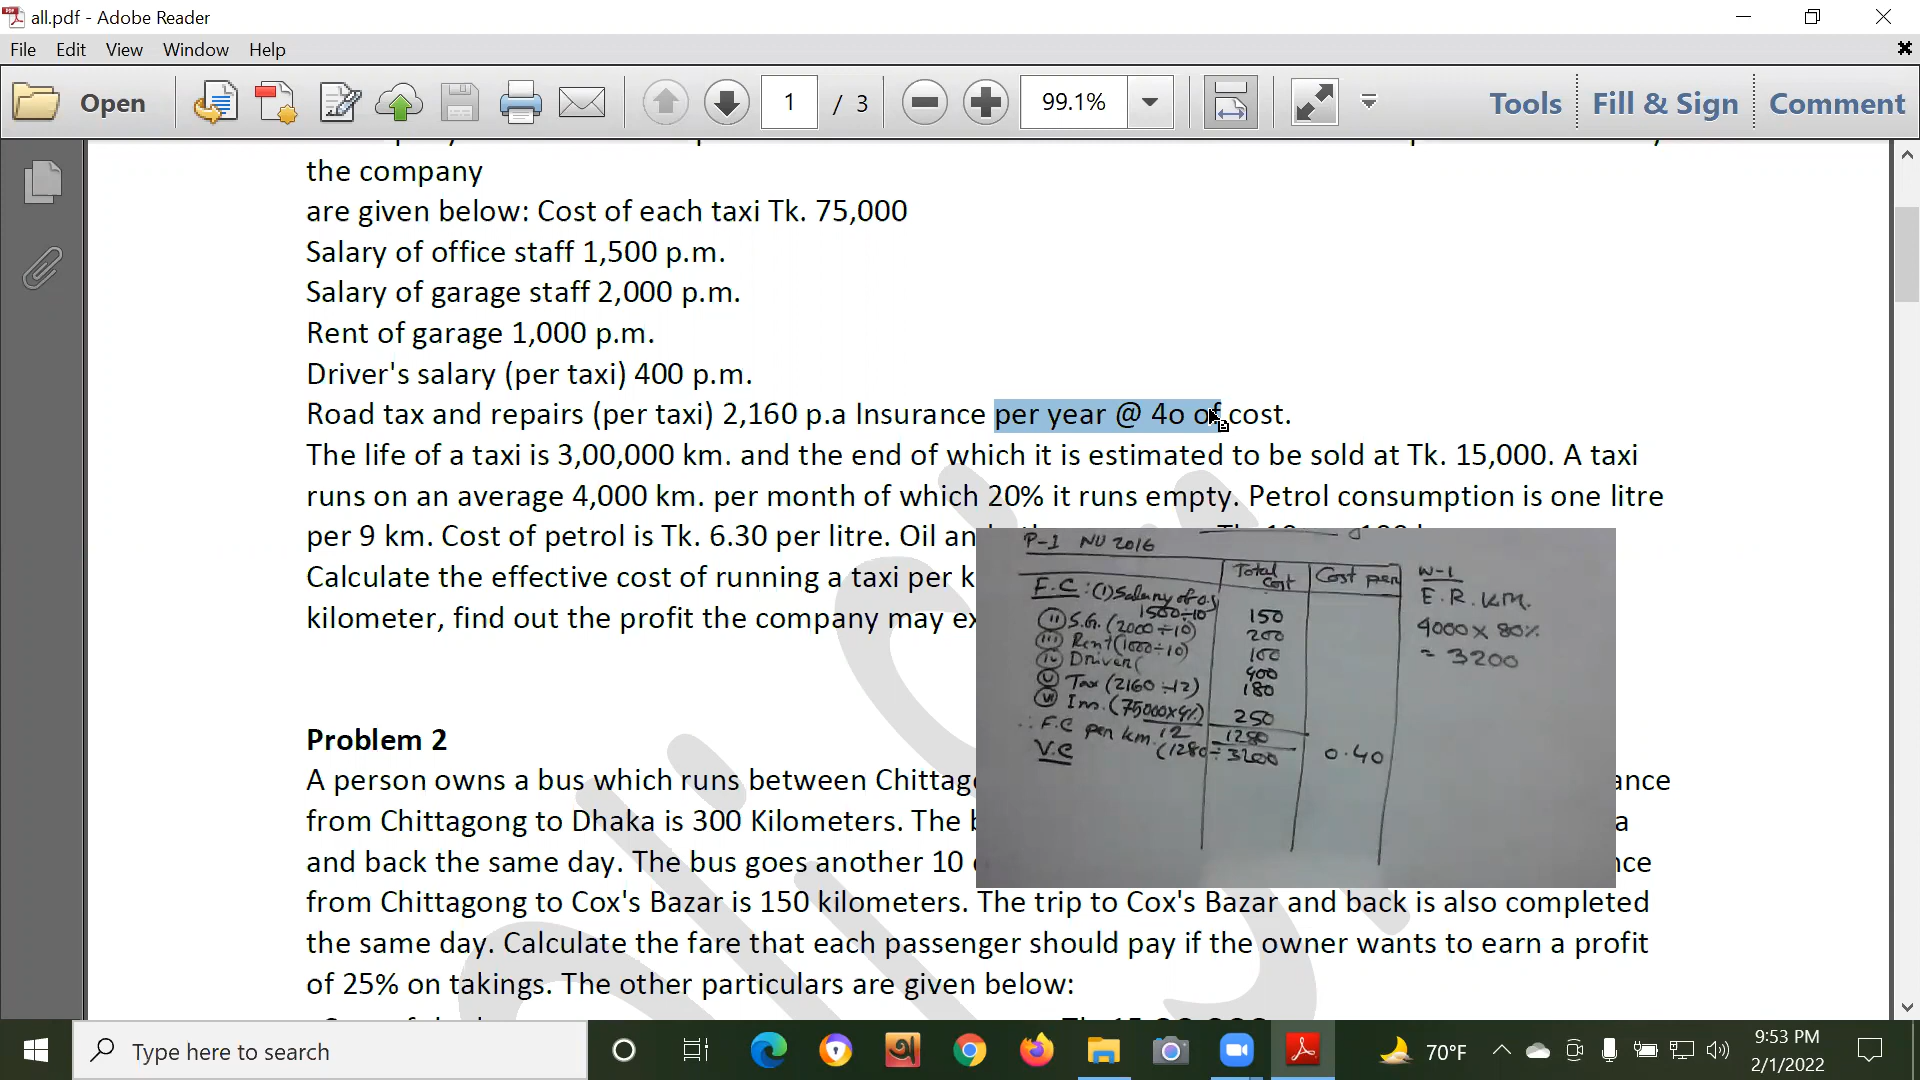 all.pdf - Adobe Reader
File Edit View Window Help
Open 1 / 3 99.1% Tools Fill & Sign Comment
the company
are given below: Cost of each taxi Tk. 75,000
Salary of office staff 1,500 p.m.
Salary of garage staff 2,000 p.m.
Rent of garage 1,000 p.m.
Driver's salary (per taxi) 400 p.m.
Road tax and repairs (per taxi) 2,160 p.a Insurance per year @ 4o of cost.
The life of a taxi is 3,00,000 km. and the end of which it is estimated to be sold at Tk. 15,000. A taxi
runs on an average 4,000 km. per month of which 20% it runs empty. Petrol consumption is one litre
per 9 km. Cost of petrol is Tk. 6.30 per litre. Oil an
Calculate the effective cost of running a taxi per k
kilometer, find out the profit the company may ex
P-1 NU 2016
Total cost Cost per
F.C : (i) Salary of o.s
1500÷10 150
(ii) S.G. (2000÷10) 200
(iii) Rent (1000÷10) 100
(iv) Driver( 400
(v) Tax (2160÷12) 180
(vi) Ins. (75000x4%) 250
12
∴ F.C per km. 1280
(1280÷3200 0.40
V.C
W-1
E.R.KM.
4000 x 80%
= 3200
Problem 2
A person owns a bus which runs between Chittago ance
from Chittagong to Dhaka is 300 Kilometers. The b a
and back the same day. The bus goes another 10 nce
from Chittagong to Cox's Bazar is 150 kilometers. The trip to Cox's Bazar and back is also completed
the same day. Calculate the fare that each passenger should pay if the owner wants to earn a profit
of 25% on takings. The other particulars are given below:
Type here to search 70°F 9:53 PM
2/1/2022